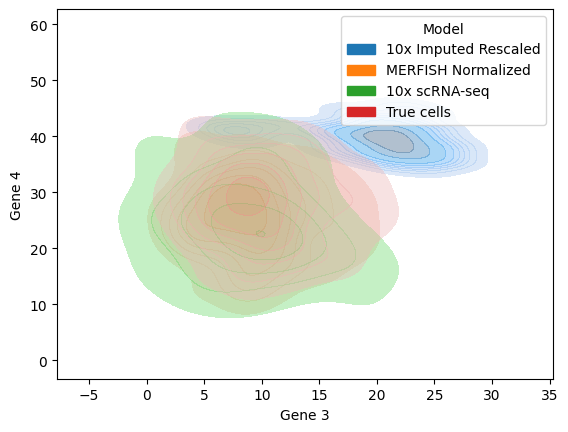 Model
10x Imputed Rescaled
MERFISH Normalized
10x scRNA-seq
True cells
60
50
40
30
20
10
0
Gene 4
−5
0
5
10
15
20
25
30
35
Gene 3